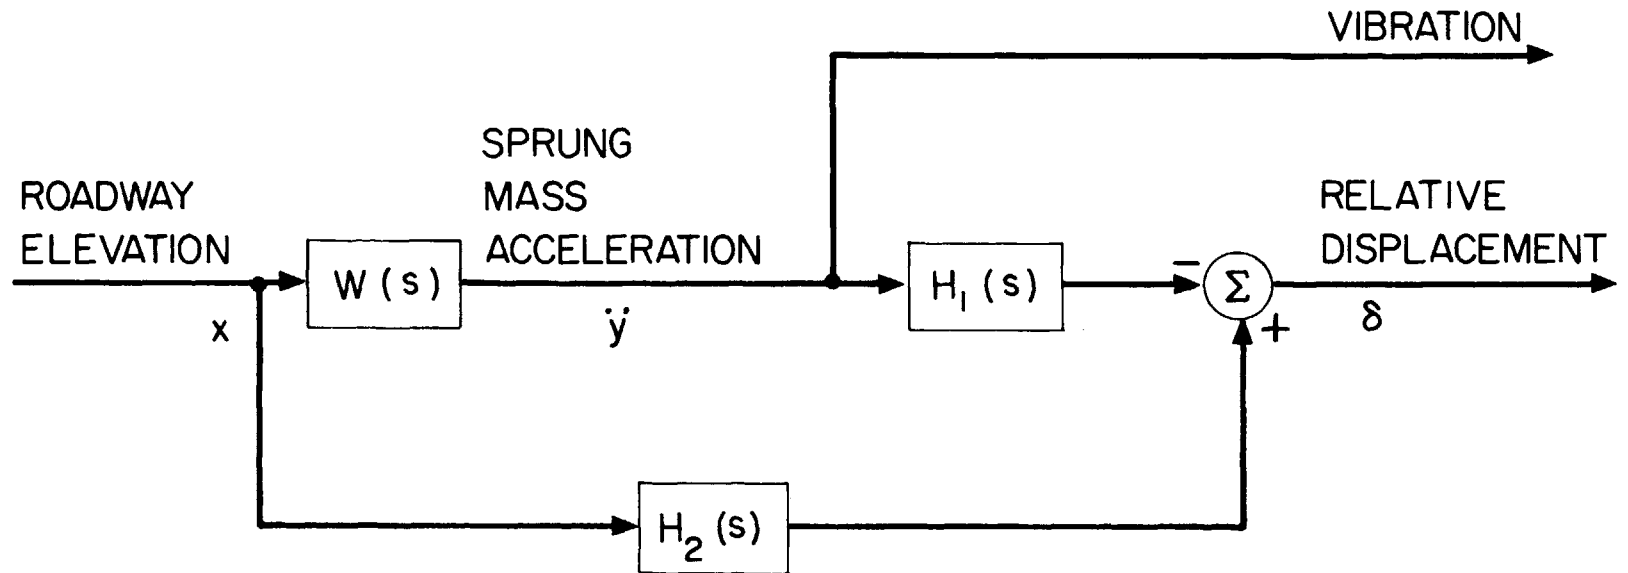 VIBRATION
SPRUNG
MASS
ACCELERATION
ROADWAY
ELEVATION
RELATIVE
DISPLACEMENT
W(s)
H₁(s)
−
Σ
+
x
ÿ
δ
H₂(s)